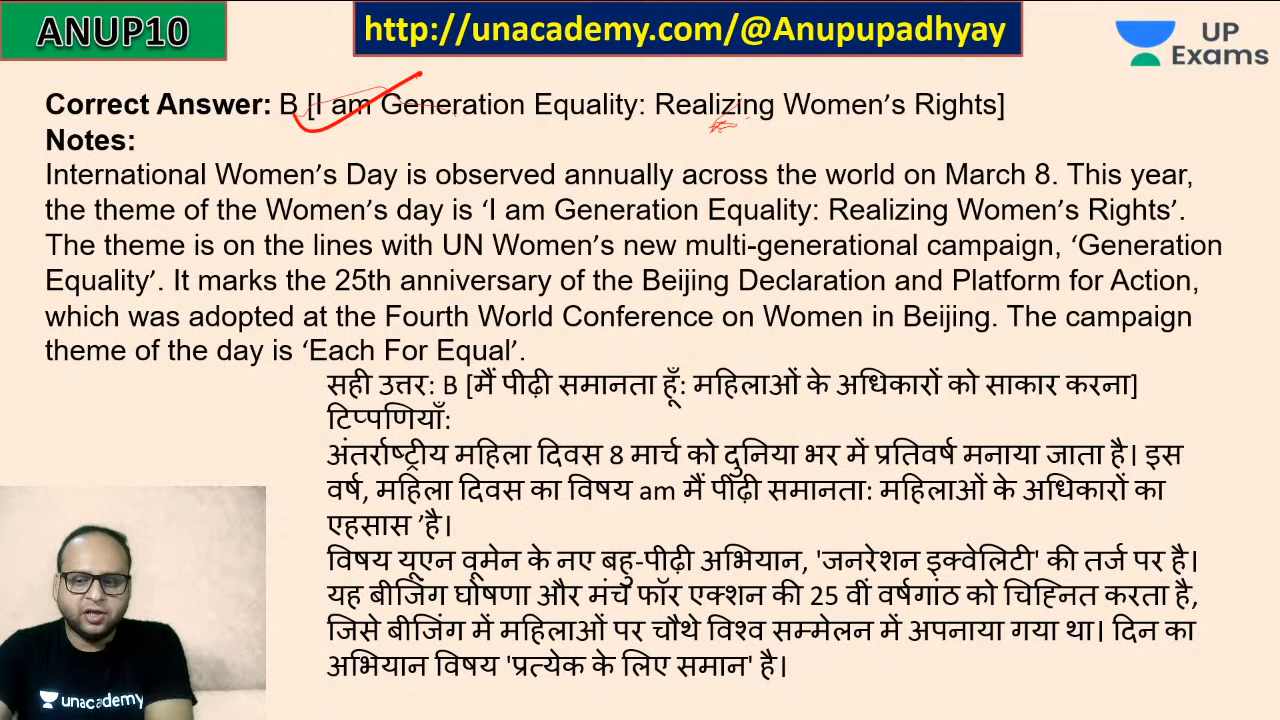 ANUP10
http://unacademy.com/@Anupupadhyay
UP
Exams
Correct Answer: B [I am Generation Equality: Realizing Women’s Rights]
Notes:
International Women’s Day is observed annually across the world on March 8. This year,
the theme of the Women’s day is ‘I am Generation Equality: Realizing Women’s Rights’.
The theme is on the lines with UN Women’s new multi-generational campaign, ‘Generation
Equality’. It marks the 25th anniversary of the Beijing Declaration and Platform for Action,
which was adopted at the Fourth World Conference on Women in Beijing. The campaign
theme of the day is ‘Each For Equal’.
सही उत्तर: B [मैं पीढ़ी समानता हूँ: महिलाओं के अधिकारों को साकार करना]
टिप्पणियाँ:
अंतर्राष्ट्रीय महिला दिवस 8 मार्च को दुनिया भर में प्रतिवर्ष मनाया जाता है। इस
वर्ष, महिला दिवस का विषय am मैं पीढ़ी समानता: महिलाओं के अधिकारों का
एहसास ’है।
विषय यूएन वूमेन के नए बहु-पीढ़ी अभियान, 'जनरेशन इक्वेलिटी' की तर्ज पर है।
यह बीजिंग घोषणा और मंच फॉर एक्शन की 25 वीं वर्षगांठ को चिह्नित करता है,
जिसे बीजिंग में महिलाओं पर चौथे विश्व सम्मेलन में अपनाया गया था। दिन का
अभियान विषय 'प्रत्येक के लिए समान' है।
unacademy